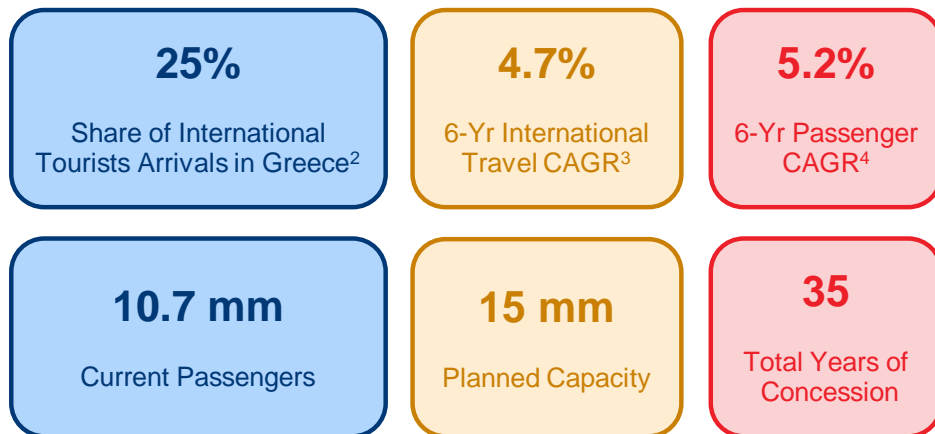 25%
Share of International
Tourists Arrivals in Greece²
4.7%
6-Yr International
Travel CAGR³
5.2%
6-Yr Passenger
CAGR⁴
10.7 mm
Current Passengers
15 mm
Planned Capacity
35
Total Years of
Concession